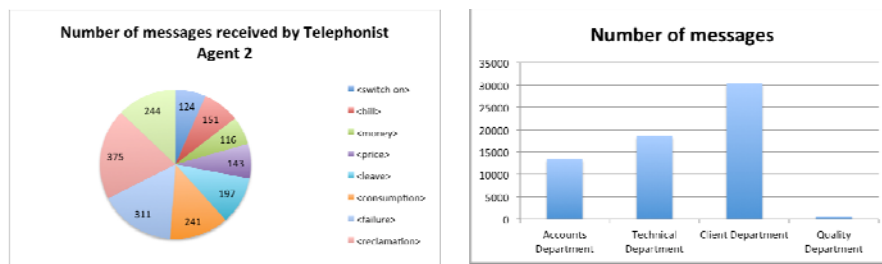 Number of messages received by Telephonist
Agent 2
124
151
116
143
197
241
311
375
244
<switch on>
<bill>
<money>
<price>
<leave>
<consumption>
<failure>
<reclamation>
Number of messages
35000
30000
25000
20000
15000
10000
5000
0
Accounts
Department
Technical
Department
Client Department
Quality
Department